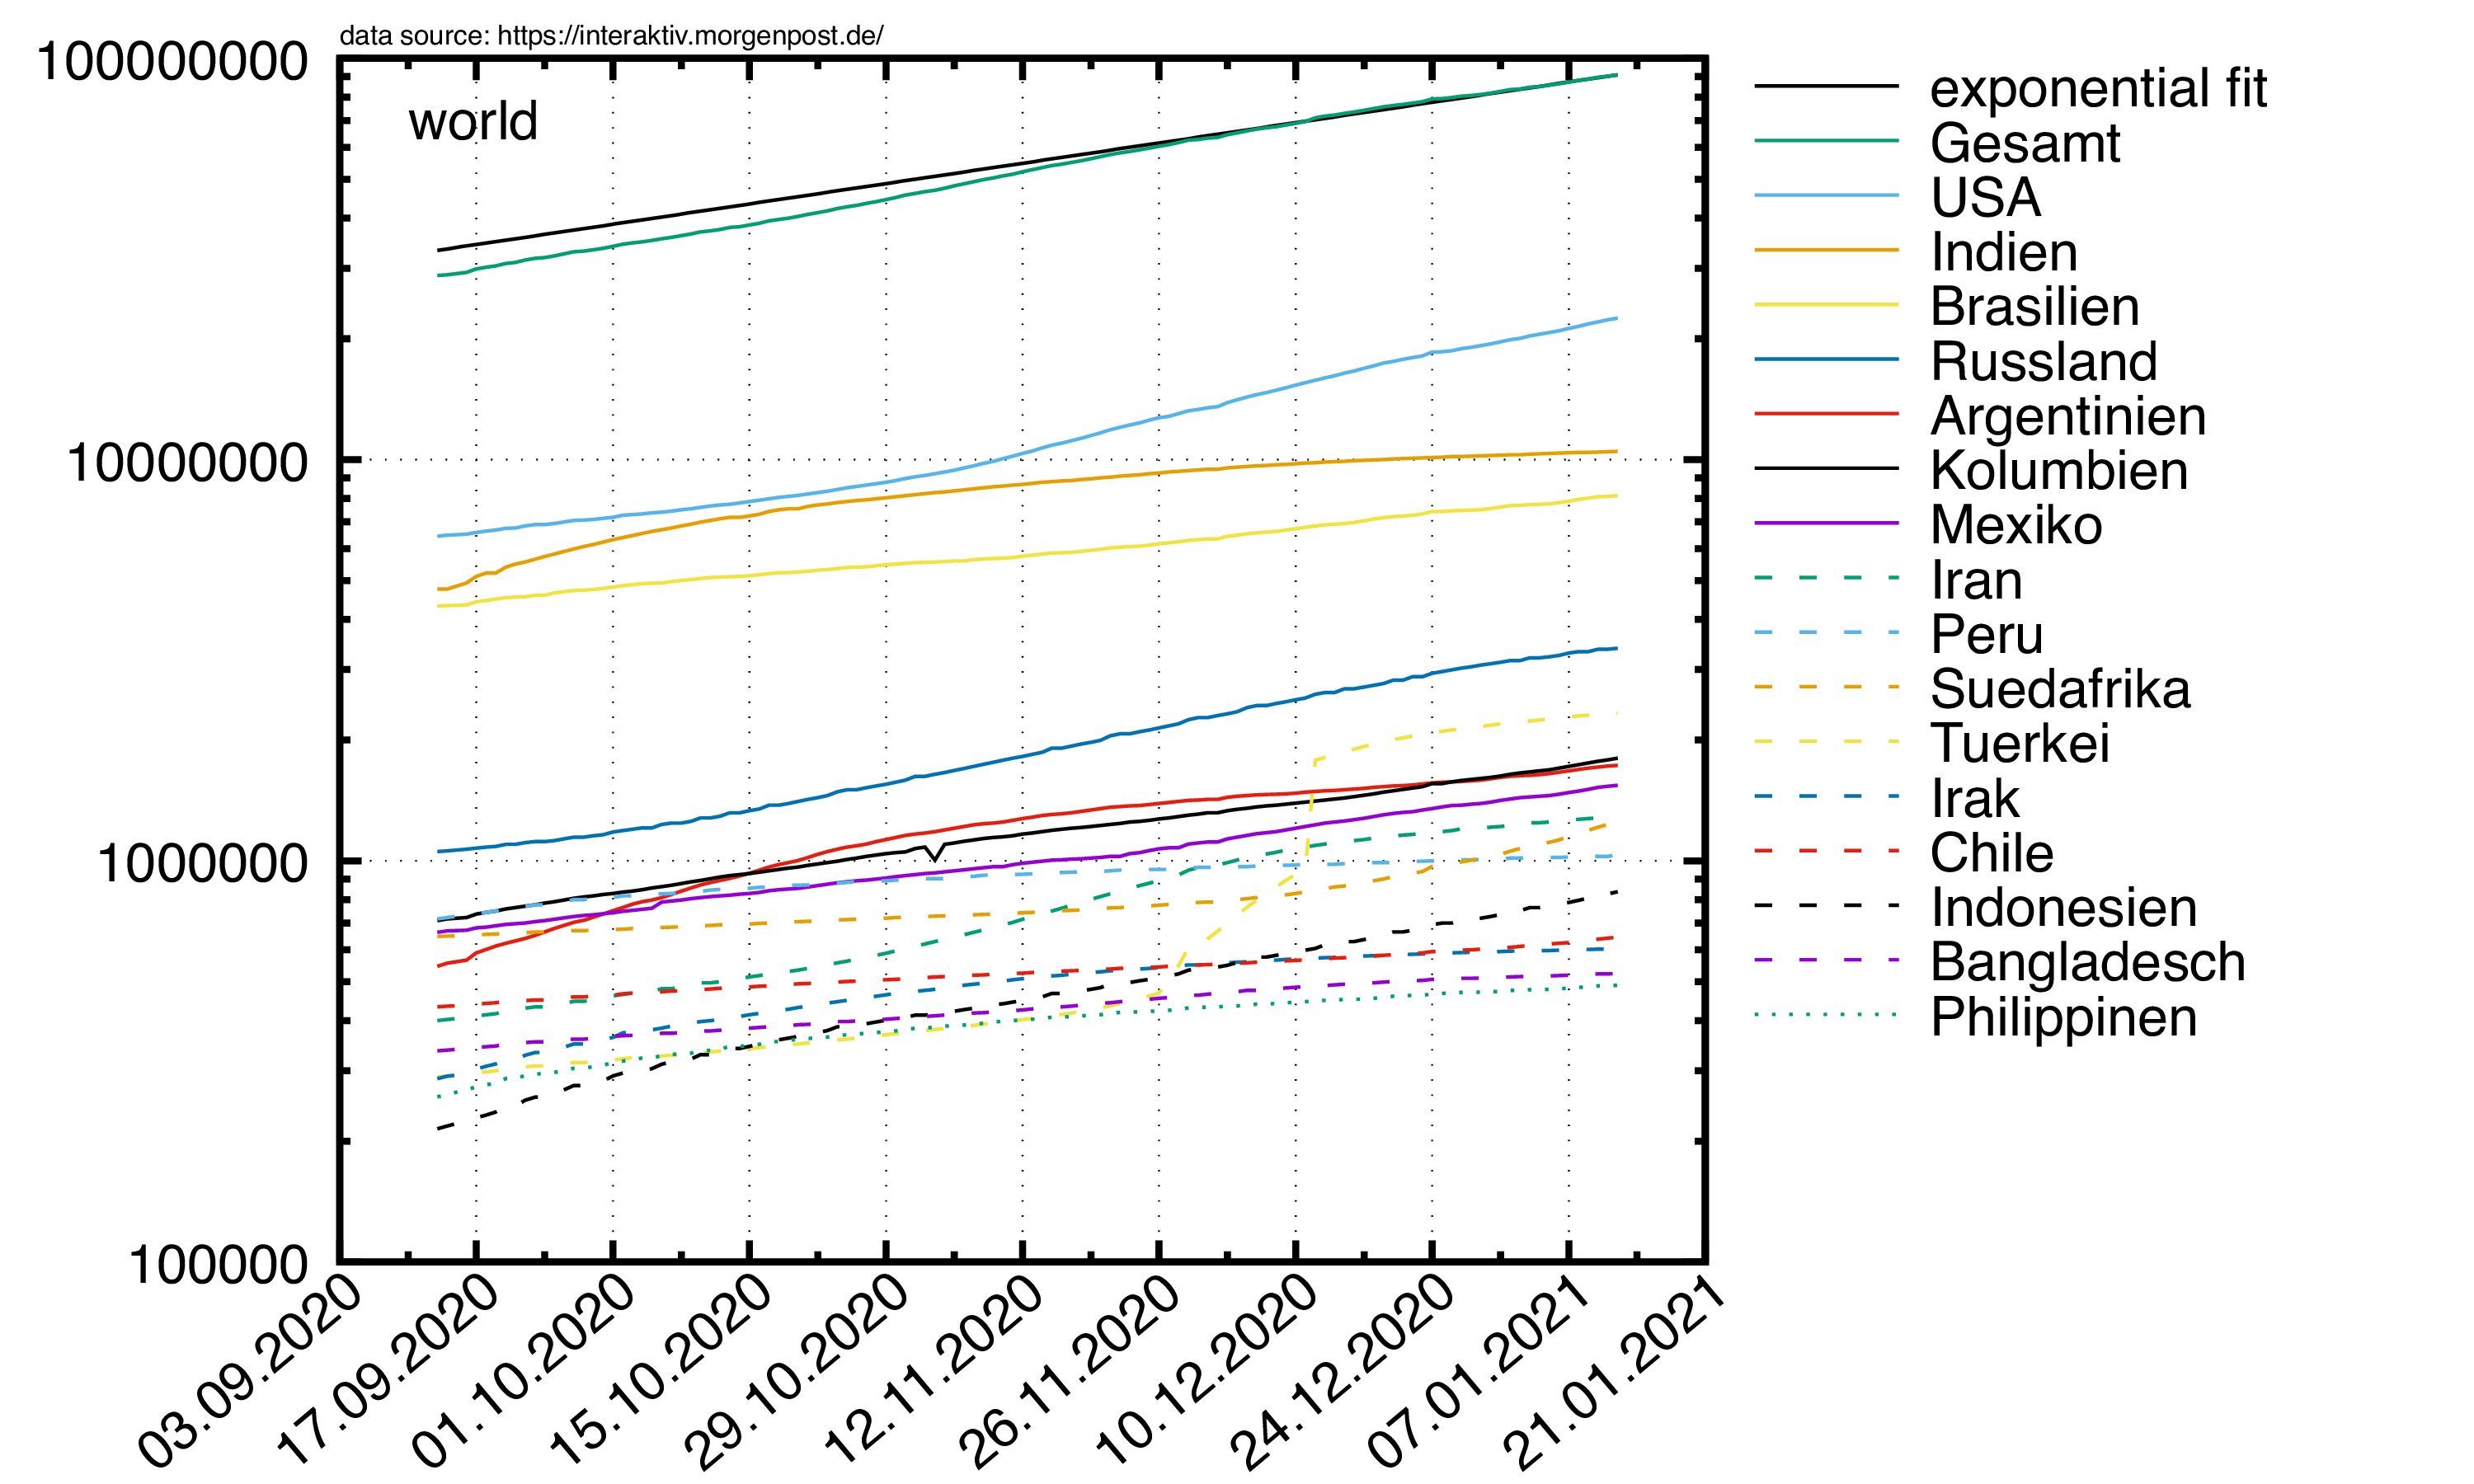 data source: https://interaktiv.morgenpost.de/
world
100000000
10000000
1000000
100000
03.09.2020
17.09.2020
01.10.2020
15.10.2020
29.10.2020
12.11.2020
26.11.2020
10.12.2020
24.12.2020
07.01.2021
21.01.2021
exponential fit
Gesamt
USA
Indien
Brasilien
Russland
Argentinien
Kolumbien
Mexiko
Iran
Peru
Suedafrika
Tuerkei
Irak
Chile
Indonesien
Bangladesch
Philippinen